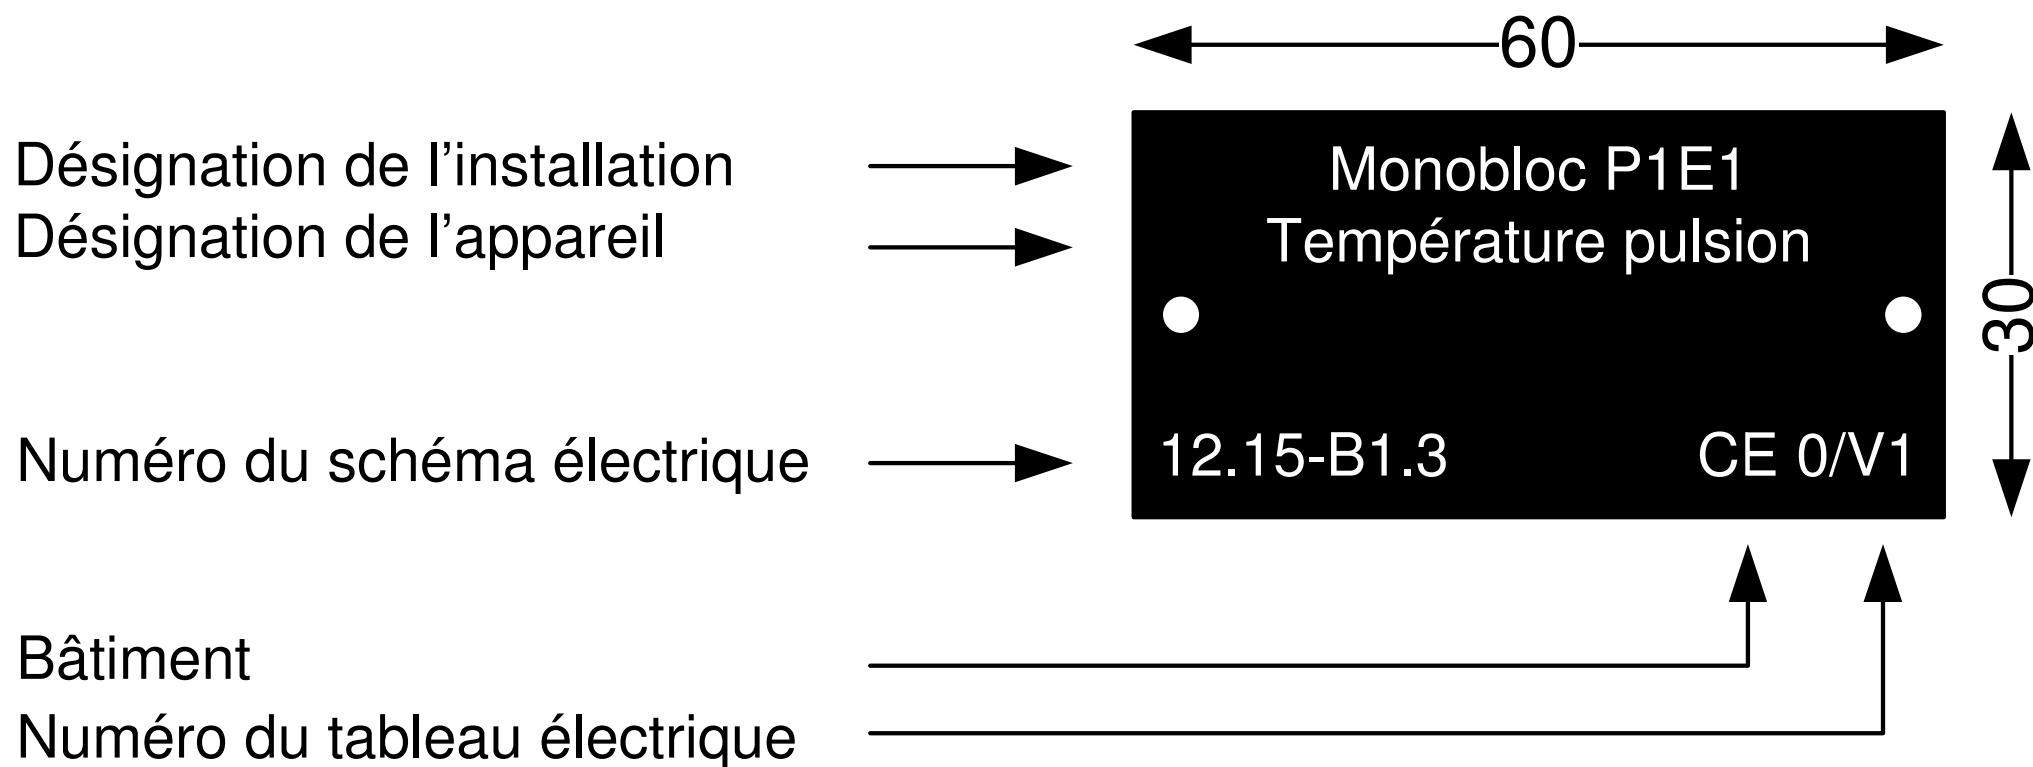 60
Désignation de l’installation
Monobloc P1E1
Désignation de l’appareil
Température pulsion
30
Numéro du schéma électrique
12.15-B1.3 CE 0/V1
Bâtiment
Numéro du tableau électrique